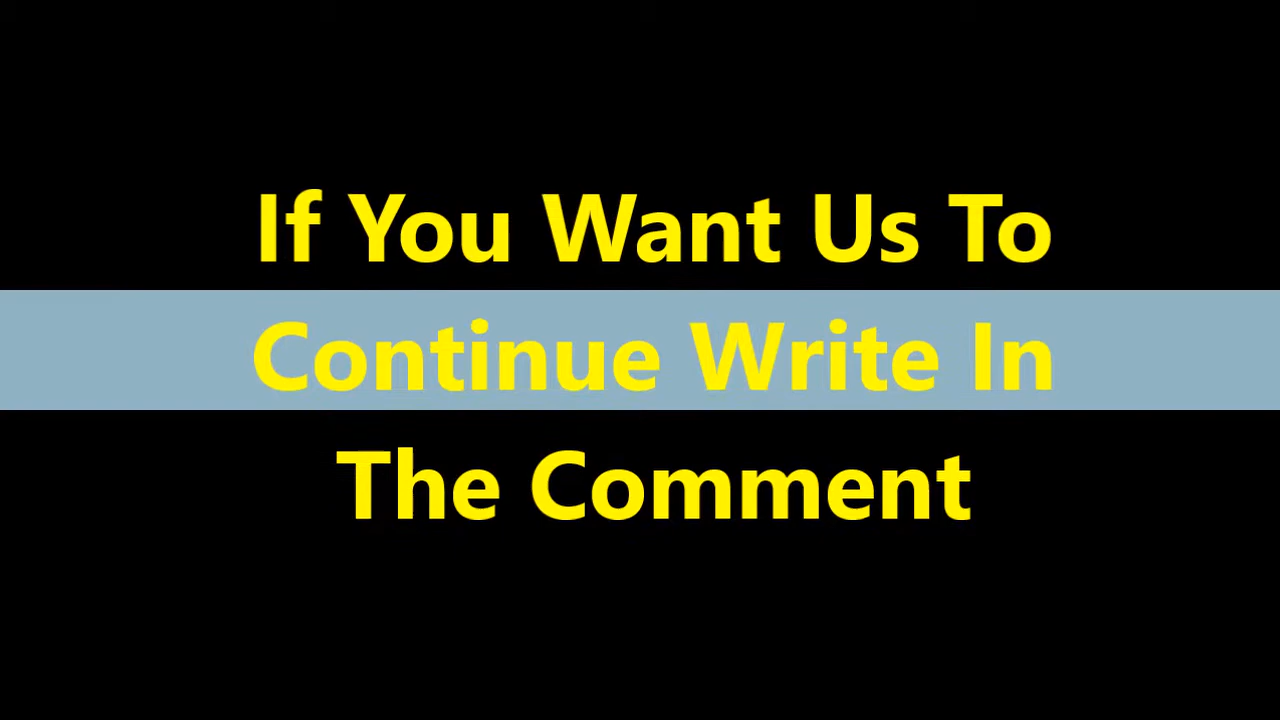 If You Want Us To
Continue Write In
The Comment